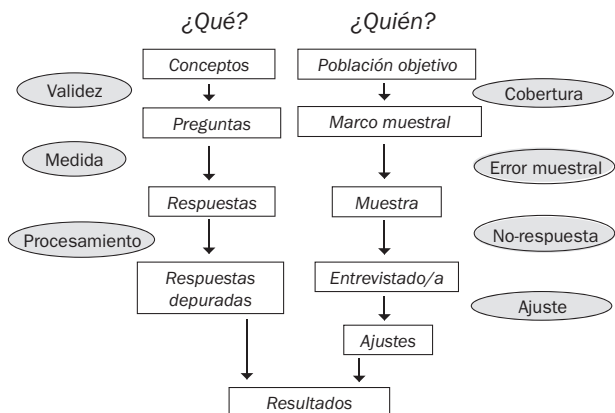 ¿Qué?
¿Quién?
Conceptos
Población objetivo
Validez
Cobertura
Preguntas
Marco muestral
Medida
Error muestral
Respuestas
Muestra
Procesamiento
No-respuesta
Respuestas
depuradas
Entrevistado/a
Ajuste
Ajustes
Resultados